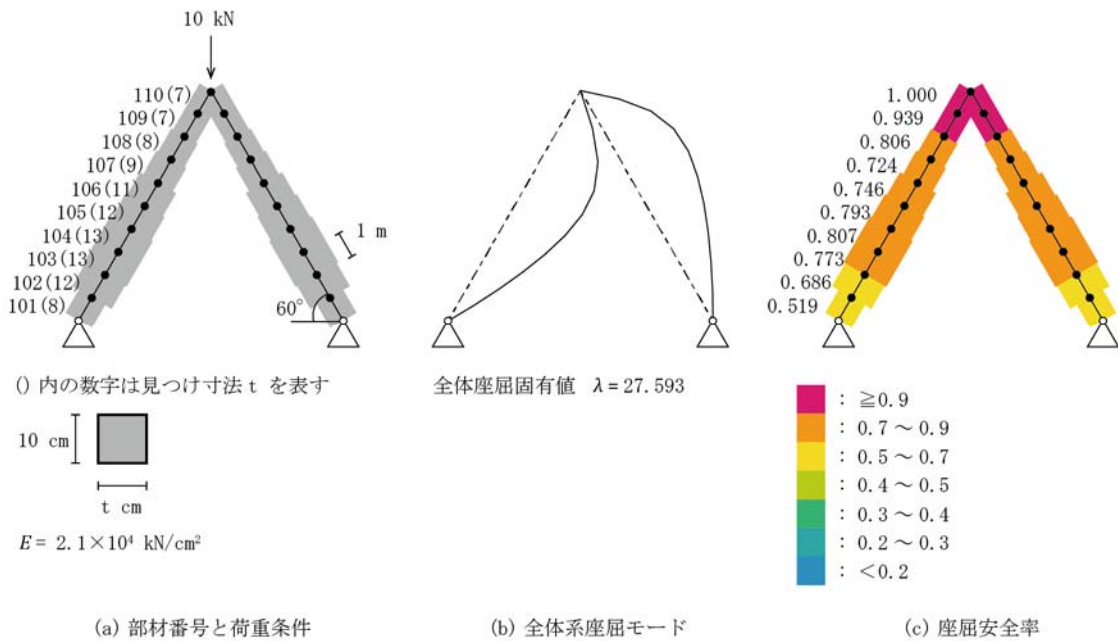 10 kN
110(7)
109(7)
108(8)
107(9)
106(11)
105(12)
104(13)
103(13)
102(12)
101(8)
1 m
60°
() 内の数字は見つけ寸法 t を表す
10 cm
t cm
E = 2.1×10⁴ kN/cm²
(a) 部材番号と荷重条件
全体座屈固有値 λ = 27.593
(b) 全体系座屈モード
1.000
0.939
0.806
0.724
0.746
0.793
0.807
0.773
0.686
0.519
: ≧0.9
: 0.7～0.9
: 0.5～0.7
: 0.4～0.5
: 0.3～0.4
: 0.2～0.3
: <0.2
(c) 座屈安全率